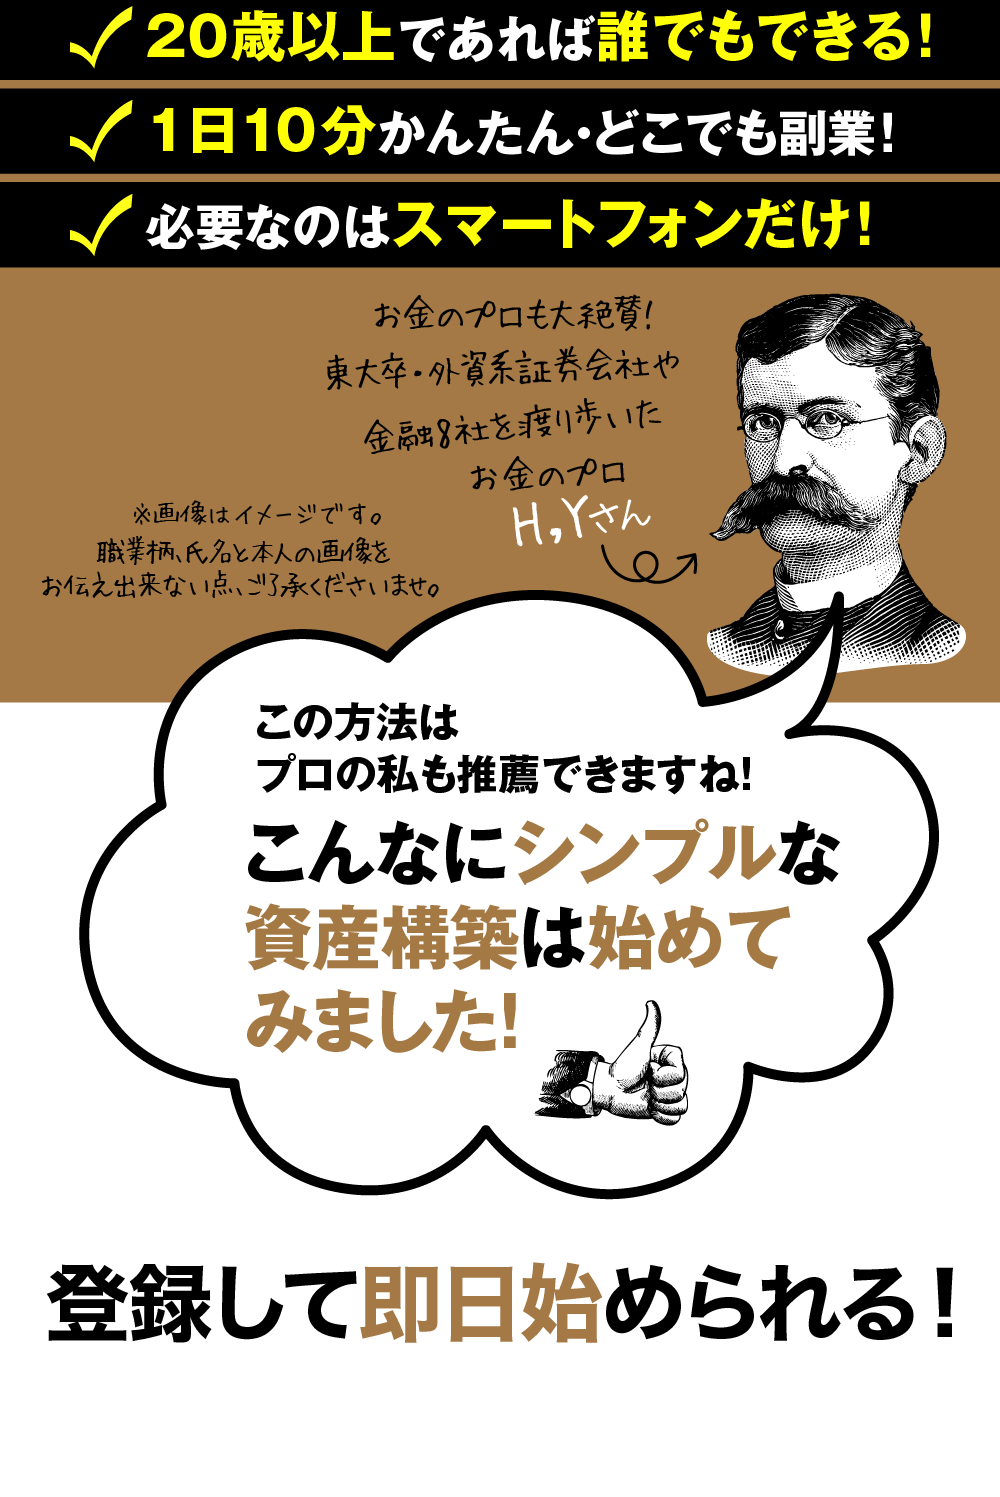 20歳以上であれば誰でもできる!
1日10分かんたん・どこでも副業!
必要なのはスマートフォンだけ!
お金のプロも大絶賛!
東大卒・外資系証券会社や
金融8社を渡り歩いた
お金のプロ
H,Yさん
※画像はイメージです。
職業柄、氏名と本人の画像を
お伝え出来ない点、ご了承くださいませ。
この方法は
プロの私も推薦できますね!
こんなにシンプルな
資産構築は始めて
みました!
登録して即日始められる!